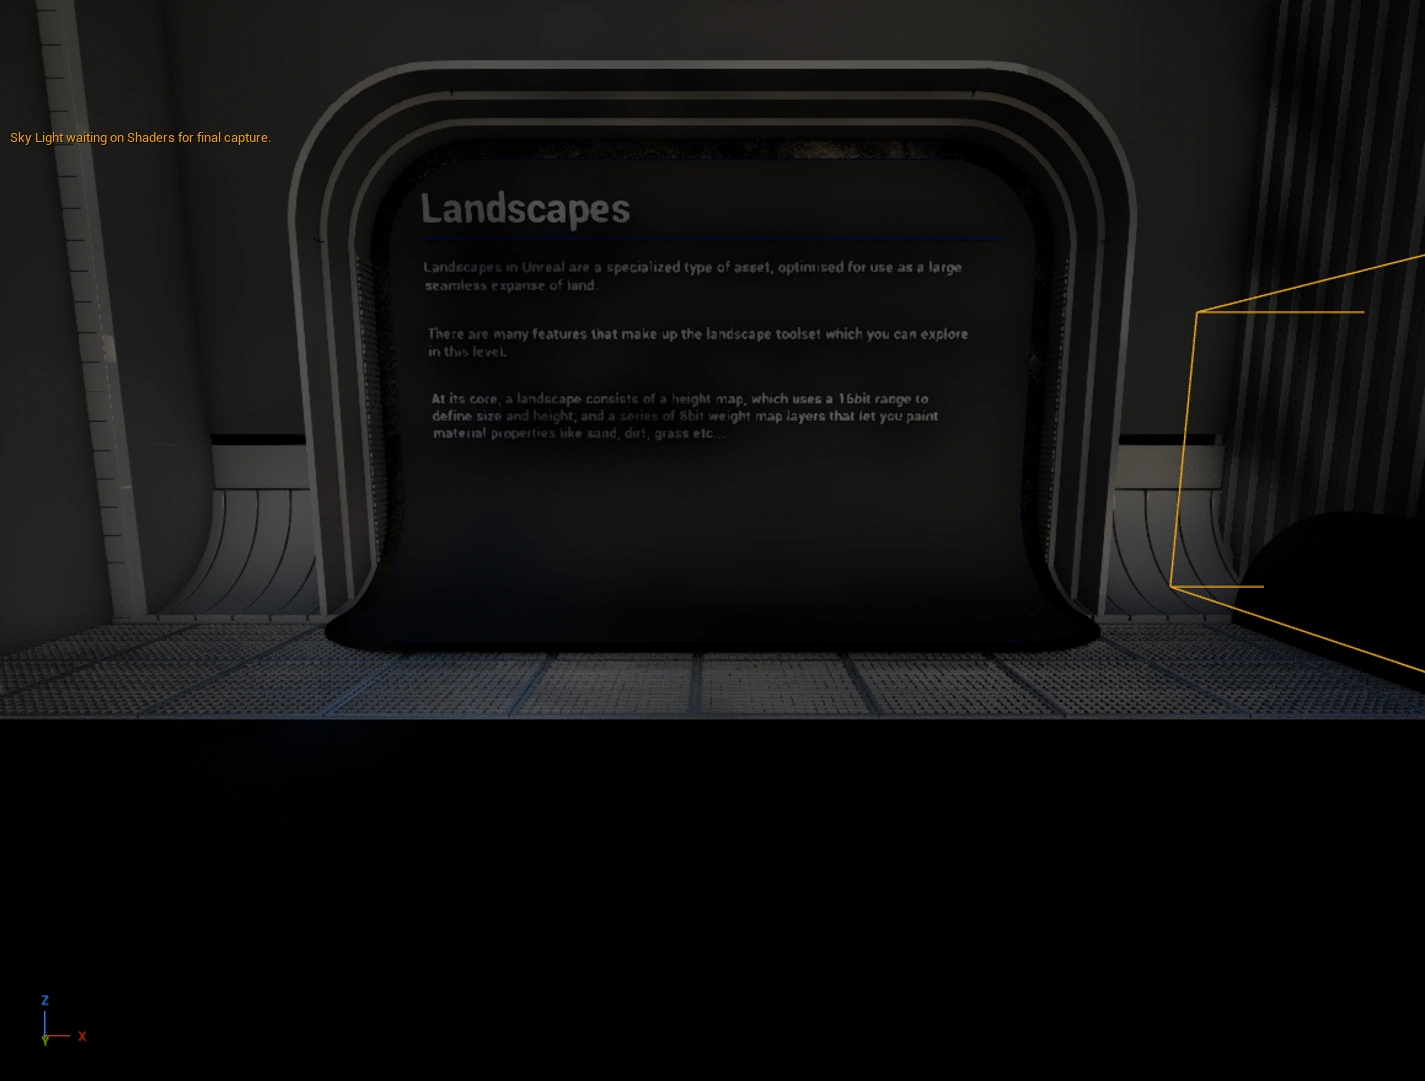 Sky Light waiting on Shaders for final capture.
Landscapes
Landscapes in Unreal are a specialized type of asset, optimised for use as a large
seamless expanse of land.
There are many features that make up the landscape toolset which you can explore
in this level.
At its core, a landscape consists of a height map, which uses a 16bit range to
define size and height, and a series of 8bit weight map layers that let you paint
material properties like sand, dirt, grass etc...
Z
X
Y